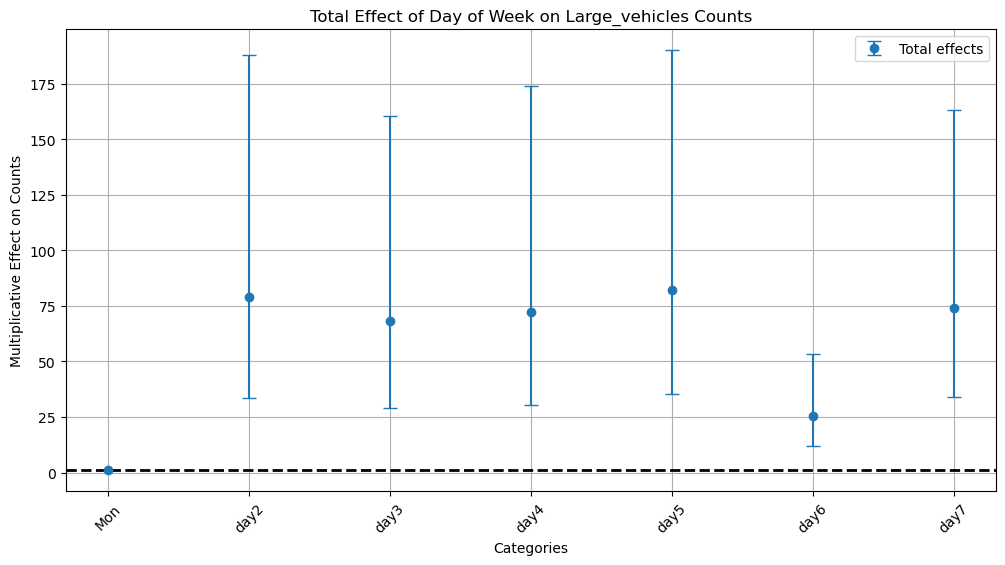 Total Effect of Day of Week on Large_vehicles Counts
Total effects
Multiplicative Effect on Counts
175
150
125
100
75
50
25
0
Mon
day2
day3
day4
day5
day6
day7
Categories